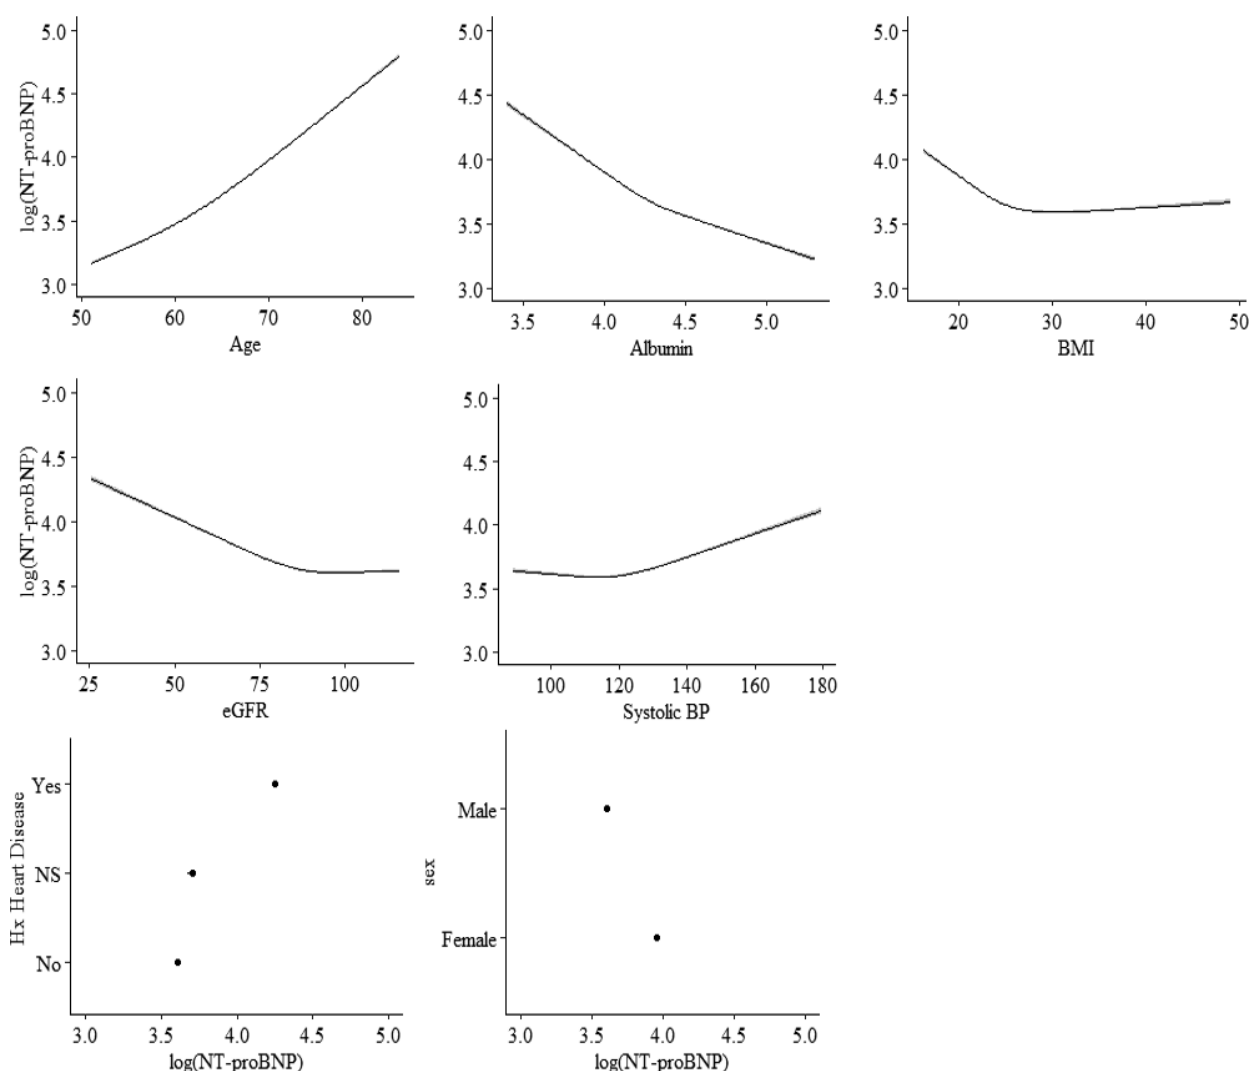 log(NT-proBNP)
5.0
4.5
4.0
3.5
3.0
50 60 70 80
Age
5.0
4.5
4.0
3.5
3.0
3.5 4.0 4.5 5.0
Albumin
5.0
4.5
4.0
3.5
3.0
20 30 40 50
BMI
log(NT-proBNP)
5.0
4.5
4.0
3.5
3.0
25 50 75 100
eGFR
5.0
4.5
4.0
3.5
3.0
100 120 140 160 180
Systolic BP
Hx Heart Disease
Yes
NS
No
3.0 3.5 4.0 4.5 5.0
log(NT-proBNP)
sex
Male
Female
3.0 3.5 4.0 4.5 5.0
log(NT-proBNP)